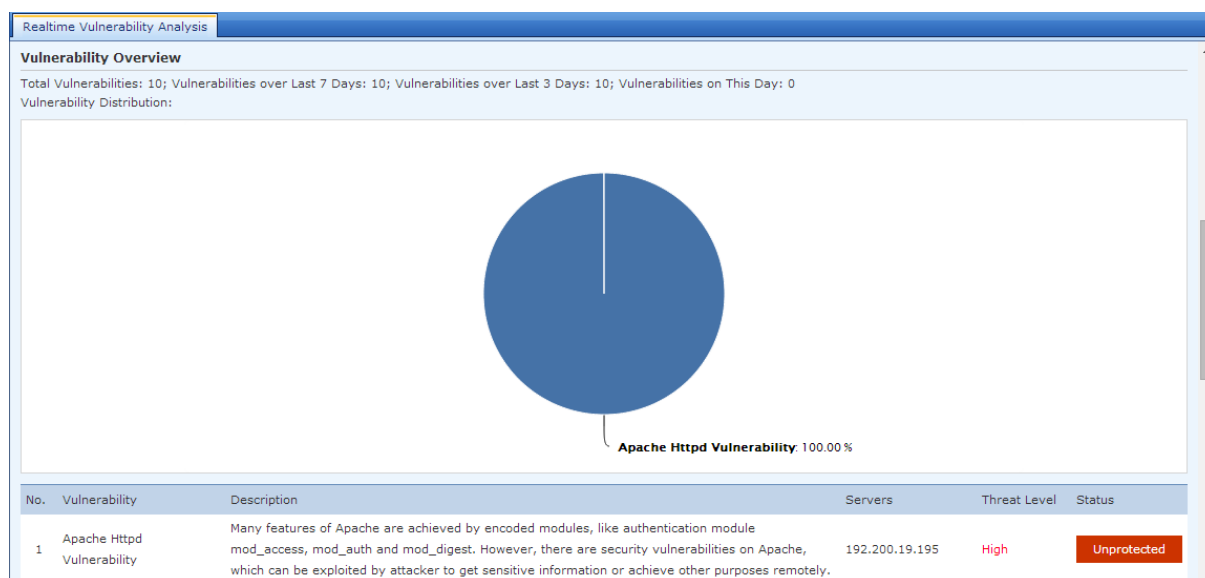 Realtime Vulnerability Analysis
Vulnerability Overview
Total Vulnerabilities: 10; Vulnerabilities over Last 7 Days: 10; Vulnerabilities over Last 3 Days: 10; Vulnerabilities on This Day: 0
Vulnerability Distribution:
Apache Httpd Vulnerability: 100.00 %
No. Vulnerability Description Servers Threat Level Status
Many features of Apache are achieved by encoded modules, like authentication module
1 Apache Httpd Vulnerability mod_access, mod_auth and mod_digest. However, there are security vulnerabilities on Apache, 192.200.19.195 High Unprotected
which can be exploited by attacker to get sensitive information or achieve other purposes remotely.